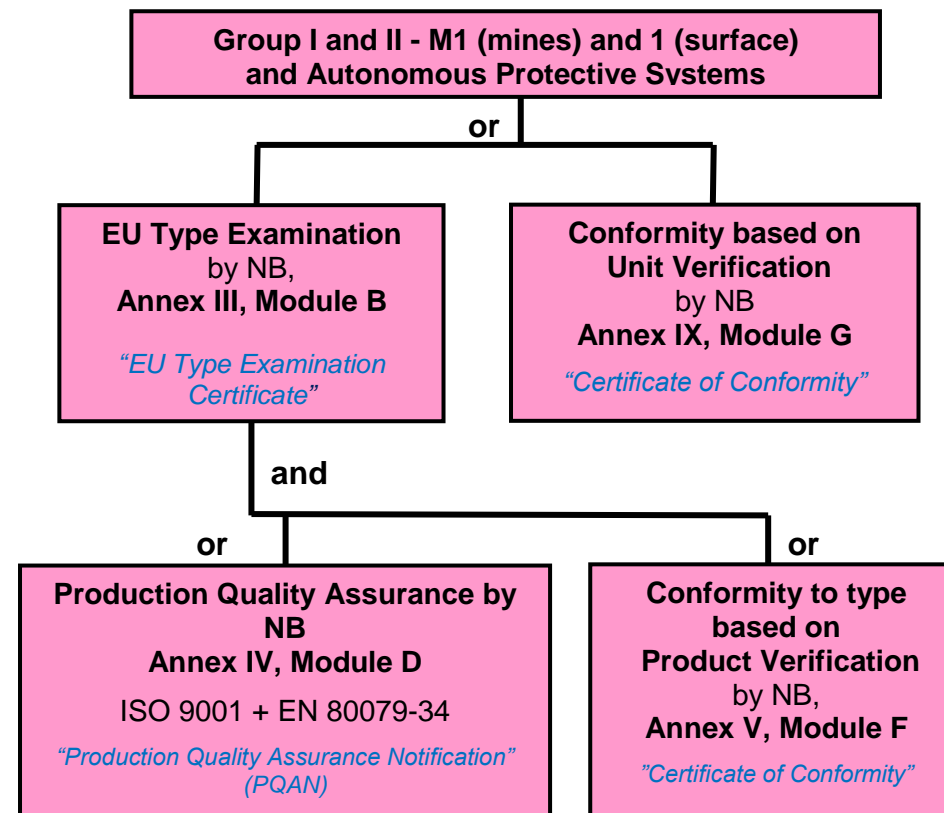 Group I and II - M1 (mines) and 1 (surface)
and Autonomous Protective Systems
or
EU Type Examination
by NB,
Annex III, Module B
“EU Type Examination
Certificate”
Conformity based on
Unit Verification
by NB
Annex IX, Module G
“Certificate of Conformity”
and
or
or
Production Quality Assurance by
NB
Annex IV, Module D
ISO 9001 + EN 80079-34
“Production Quality Assurance Notification”
(PQAN)
Conformity to type
based on
Product Verification
by NB,
Annex V, Module F
”Certificate of Conformity”